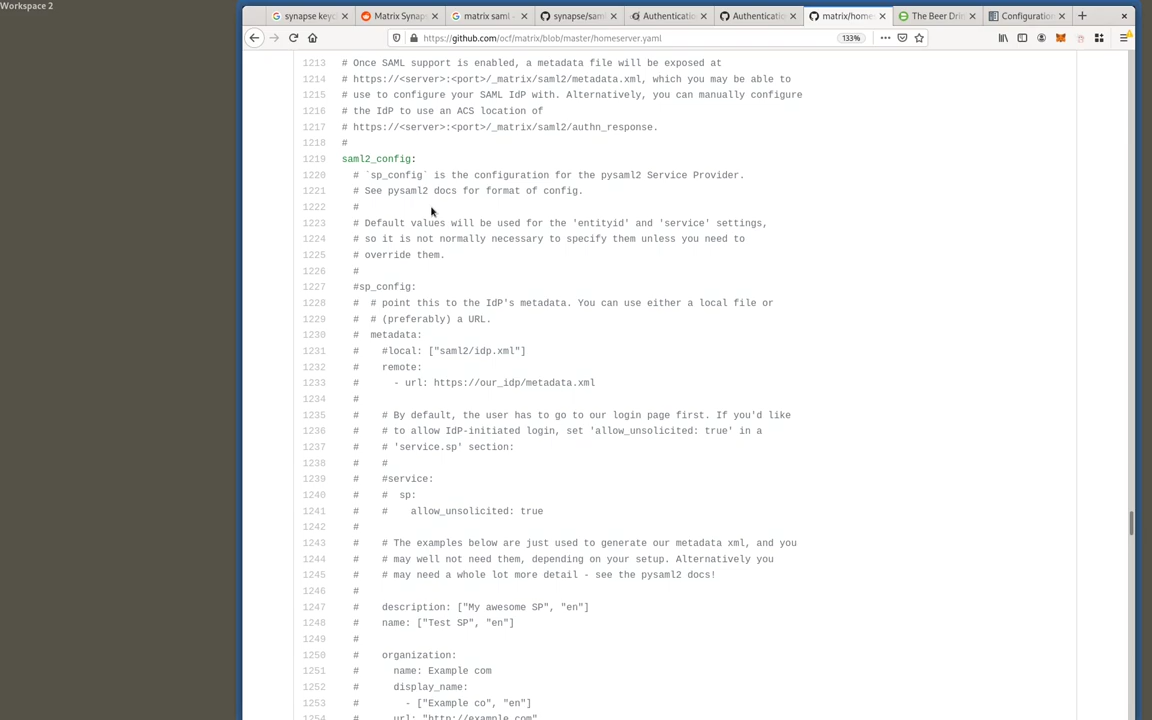 Workspace 2
synapse keyc
Matrix Synap
matrix saml
synapse/sam
Authenticatio
Authenticatio
matrix/home
The Beer Drin
Configuration
https://github.com/ocf/matrix/blob/master/homeserver.yaml
133%
1213 # Once SAML support is enabled, a metadata file will be exposed at
1214 # https://<server>:<port>/_matrix/saml2/metadata.xml, which you may be able to
1215 # use to configure your SAML IdP with. Alternatively, you can manually configure
1216 # the IdP to use an ACS location of
1217 # https://<server>:<port>/_matrix/saml2/authn_response.
1218 #
1219 saml2_config:
1220 # `sp_config` is the configuration for the pysaml2 Service Provider.
1221 # See pysaml2 docs for format of config.
1222 #
1223 # Default values will be used for the 'entityid' and 'service' settings,
1224 # so it is not normally necessary to specify them unless you need to
1225 # override them.
1226 #
1227 #sp_config:
1228 # # point this to the IdP's metadata. You can use either a local file or
1229 # # (preferably) a URL.
1230 # metadata:
1231 # #local: ["saml2/idp.xml"]
1232 # remote:
1233 # - url: https://our_idp/metadata.xml
1234 #
1235 # # By default, the user has to go to our login page first. If you'd like
1236 # # to allow IdP-initiated login, set 'allow_unsolicited: true' in a
1237 # # 'service.sp' section:
1238 # #
1239 # #service:
1240 # # sp:
1241 # # allow_unsolicited: true
1242 #
1243 # # The examples below are just used to generate our metadata xml, and you
1244 # # may well not need them, depending on your setup. Alternatively you
1245 # # may need a whole lot more detail - see the pysaml2 docs!
1246 #
1247 # description: ["My awesome SP", "en"]
1248 # name: ["Test SP", "en"]
1249 #
1250 # organization:
1251 # name: Example com
1252 # display_name:
1253 # - ["Example co", "en"]
1254 # url: "http://example.com"